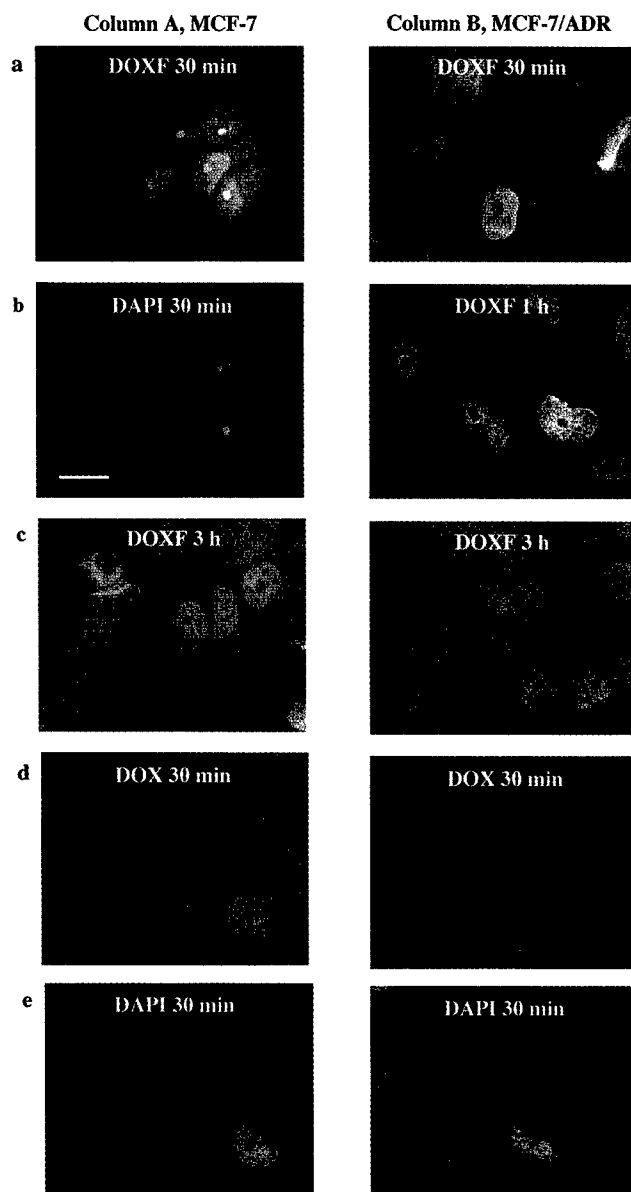 Column A, MCF-7 Column B, MCF-7/ADR
a
DOXF 30 min DOXF 30 min
b
DAPI 30 min DOXF 1 h
c
DOXF 3 h DOXF 3 h
d
DOX 30 min DOX 30 min
e
DAPI 30 min DAPI 30 min